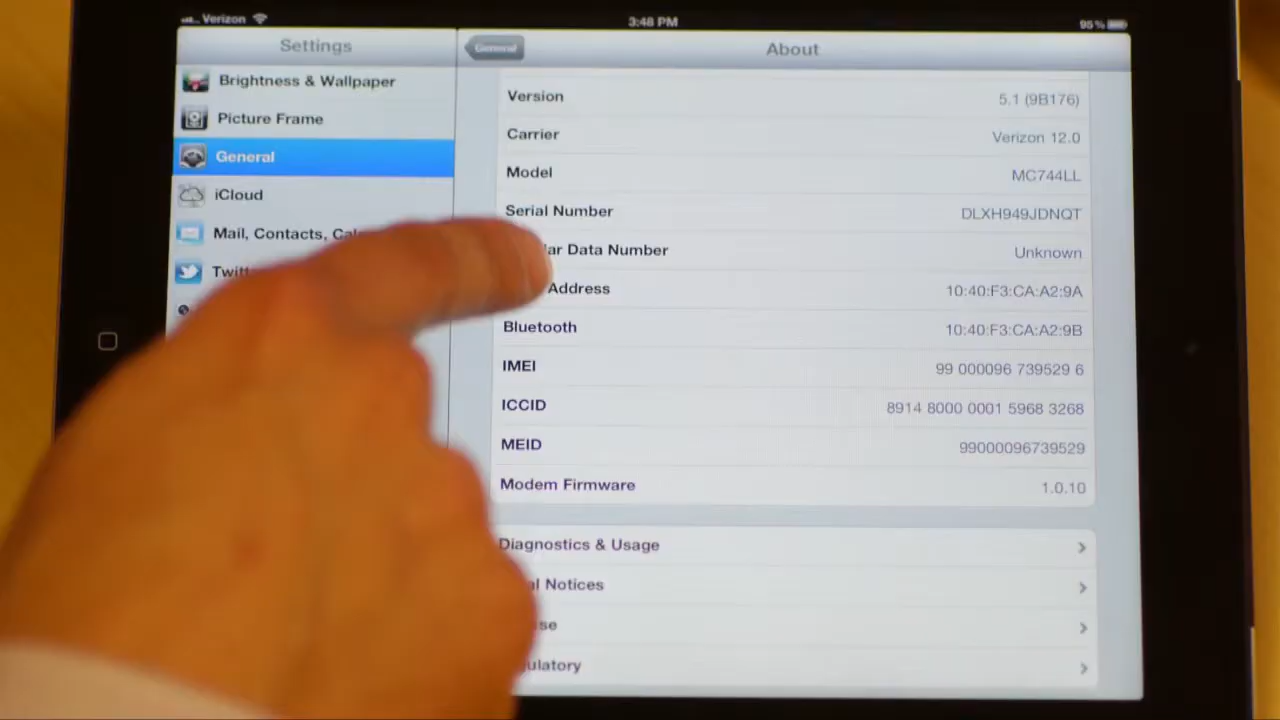 Verizon 3:48 PM 95%
Settings
General About
Brightness & Wallpaper
Picture Frame
General
iCloud
Mail, Contacts,
Version 5.1 (9B176)
Carrier Verizon 12.0
Model MC744LL
Serial Number DLXH949JDNQT
Data Number Unknown
Address 10:40:F3:CA:A2:9A
Bluetooth 10:40:F3:CA:A2:9B
IMEI 99 000096 739529 6
ICCID 8914 8000 0001 5968 3268
MEID 99000096739529
Modem Firmware 1.0.10
Diagnostics & Usage
Notices